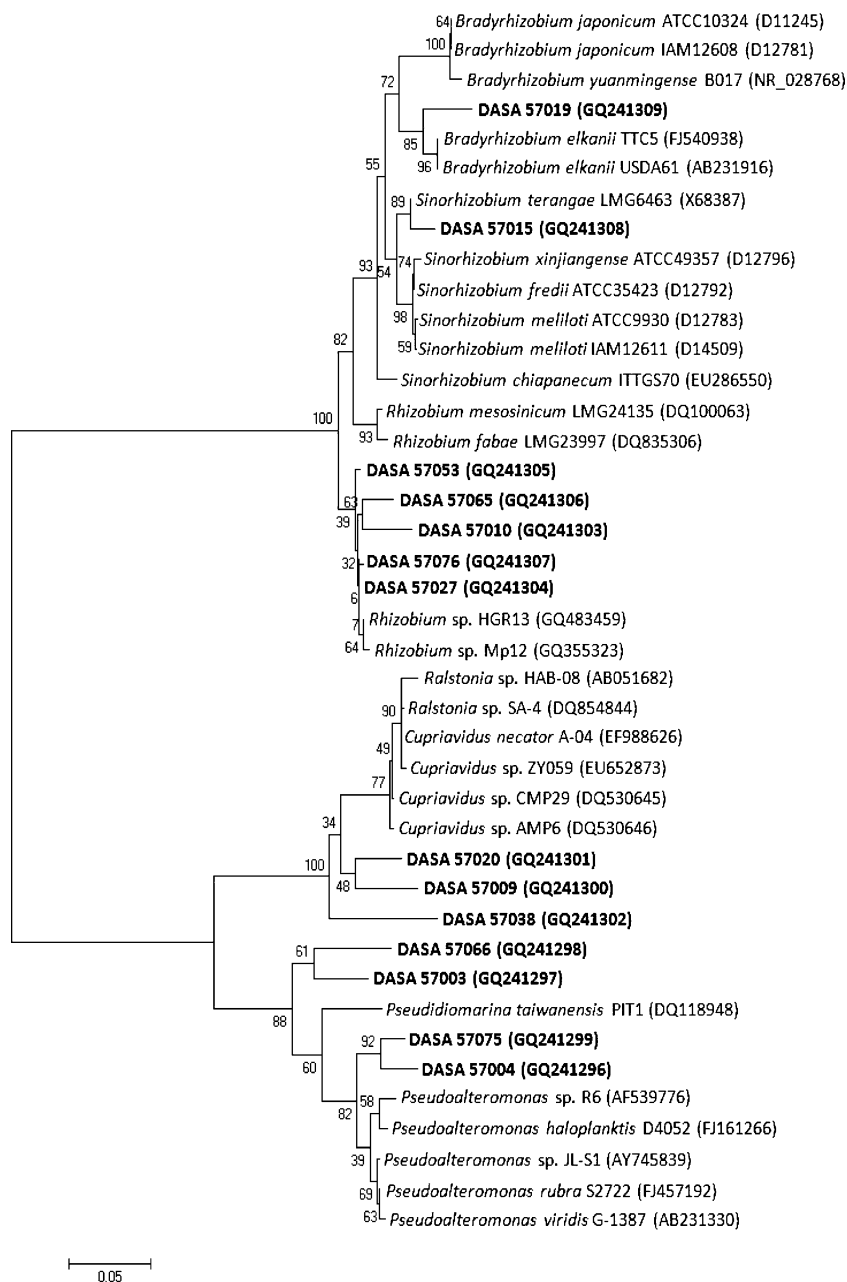 64
Bradyrhizobium japonicum ATCC10324 (D11245)
100
Bradyrhizobium japonicum IAM12608 (D12781)
Bradyrhizobium yuanmingense B017 (NR_028768)
72
DASA 57019 (GQ241309)
85
Bradyrhizobium elkanii TTC5 (FJ540938)
96
Bradyrhizobium elkanii USDA61 (AB231916)
55
89
Sinorhizobium terangae LMG6463 (X68387)
DASA 57015 (GQ241308)
93
54
74
Sinorhizobium xinjiangense ATCC49357 (D12796)
Sinorhizobium fredii ATCC35423 (D12792)
98
Sinorhizobium meliloti ATCC9930 (D12783)
59
Sinorhizobium meliloti IAM12611 (D14509)
82
Sinorhizobium chiapanecum ITTGS70 (EU286550)
Rhizobium mesosinicum LMG24135 (DQ100063)
100
93
Rhizobium fabae LMG23997 (DQ835306)
DASA 57053 (GQ241305)
63
DASA 57065 (GQ241306)
39
DASA 57010 (GQ241303)
32
DASA 57076 (GQ241307)
DASA 57027 (GQ241304)
6
7
Rhizobium sp. HGR13 (GQ483459)
64
Rhizobium sp. Mp12 (GQ355323)
Ralstonia sp. HAB-08 (AB051682)
90
Ralstonia sp. SA-4 (DQ854844)
Cupriavidus necator A-04 (EF988626)
49
Cupriavidus sp. ZY059 (EU652873)
77
Cupriavidus sp. CMP29 (DQ530645)
34
Cupriavidus sp. AMP6 (DQ530646)
100
DASA 57020 (GQ241301)
48
DASA 57009 (GQ241300)
DASA 57038 (GQ241302)
61
DASA 57066 (GQ241298)
DASA 57003 (GQ241297)
88
Pseudidiomarina taiwanensis PIT1 (DQ118948)
92
DASA 57075 (GQ241299)
60
DASA 57004 (GQ241296)
58
Pseudoalteromonas sp. R6 (AF539776)
82
Pseudoalteromonas haloplanktis D4052 (FJ161266)
39
Pseudoalteromonas sp. JL-S1 (AY745839)
69
Pseudoalteromonas rubra S2722 (FJ457192)
63
Pseudoalteromonas viridis G-1387 (AB231330)
0.05